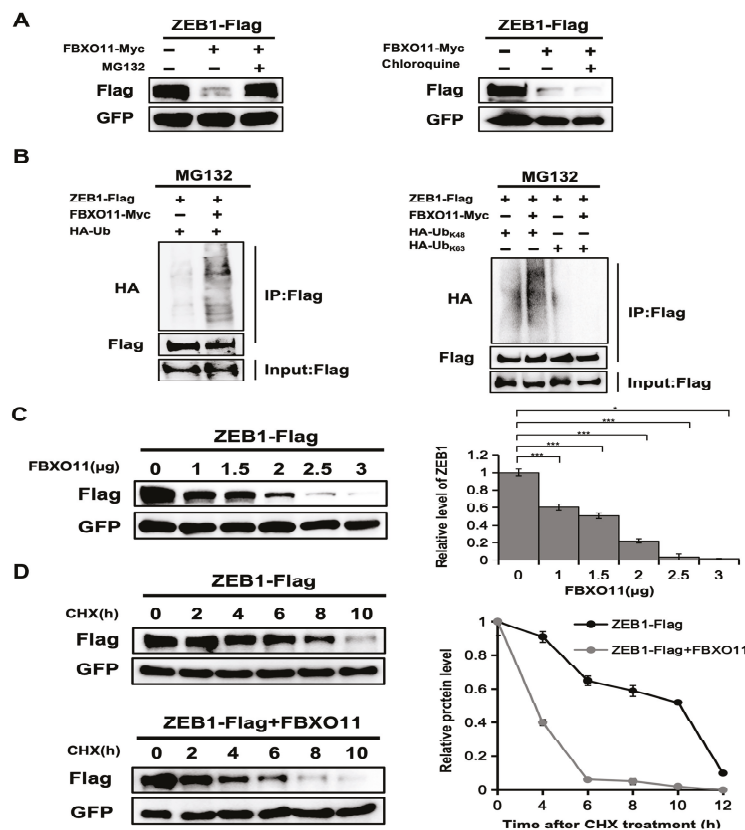 A
ZEB1-Flag
FBXO11-Myc − + +
MG132 − − +
Flag
GFP
ZEB1-Flag
FBXO11-Myc − + +
Chloroquine − − +
Flag
GFP
B
MG132
ZEB1-Flag + +
FBXO11-Myc − +
HA-Ub + +
HA
IP:Flag
Flag
Input:Flag
MG132
ZEB1-Flag + + + +
FBXO11-Myc − + − +
HA-UbK48 + + − −
HA-UbK63 − − + +
HA
IP:Flag
Flag
Input:Flag
C
ZEB1-Flag
FBXO11(µg) 0 1 1.5 2 2.5 3
Flag
GFP
Relative level of ZEB1
*
***
***
***
***
1.2
1
0.8
0.6
0.4
0.2
0
0 1 1.5 2 2.5 3
FBXO11(µg)
D
ZEB1-Flag
CHX(h) 0 2 4 6 8 10
Flag
GFP
ZEB1-Flag+FBXO11
CHX(h) 0 2 4 6 8 10
Flag
GFP
Relative protein level
1
0.8
0.6
0.4
0.2
0
ZEB1-Flag
ZEB1-Flag+FBXO11
0 4 6 8 10 12
Time after CHX treatment (h)